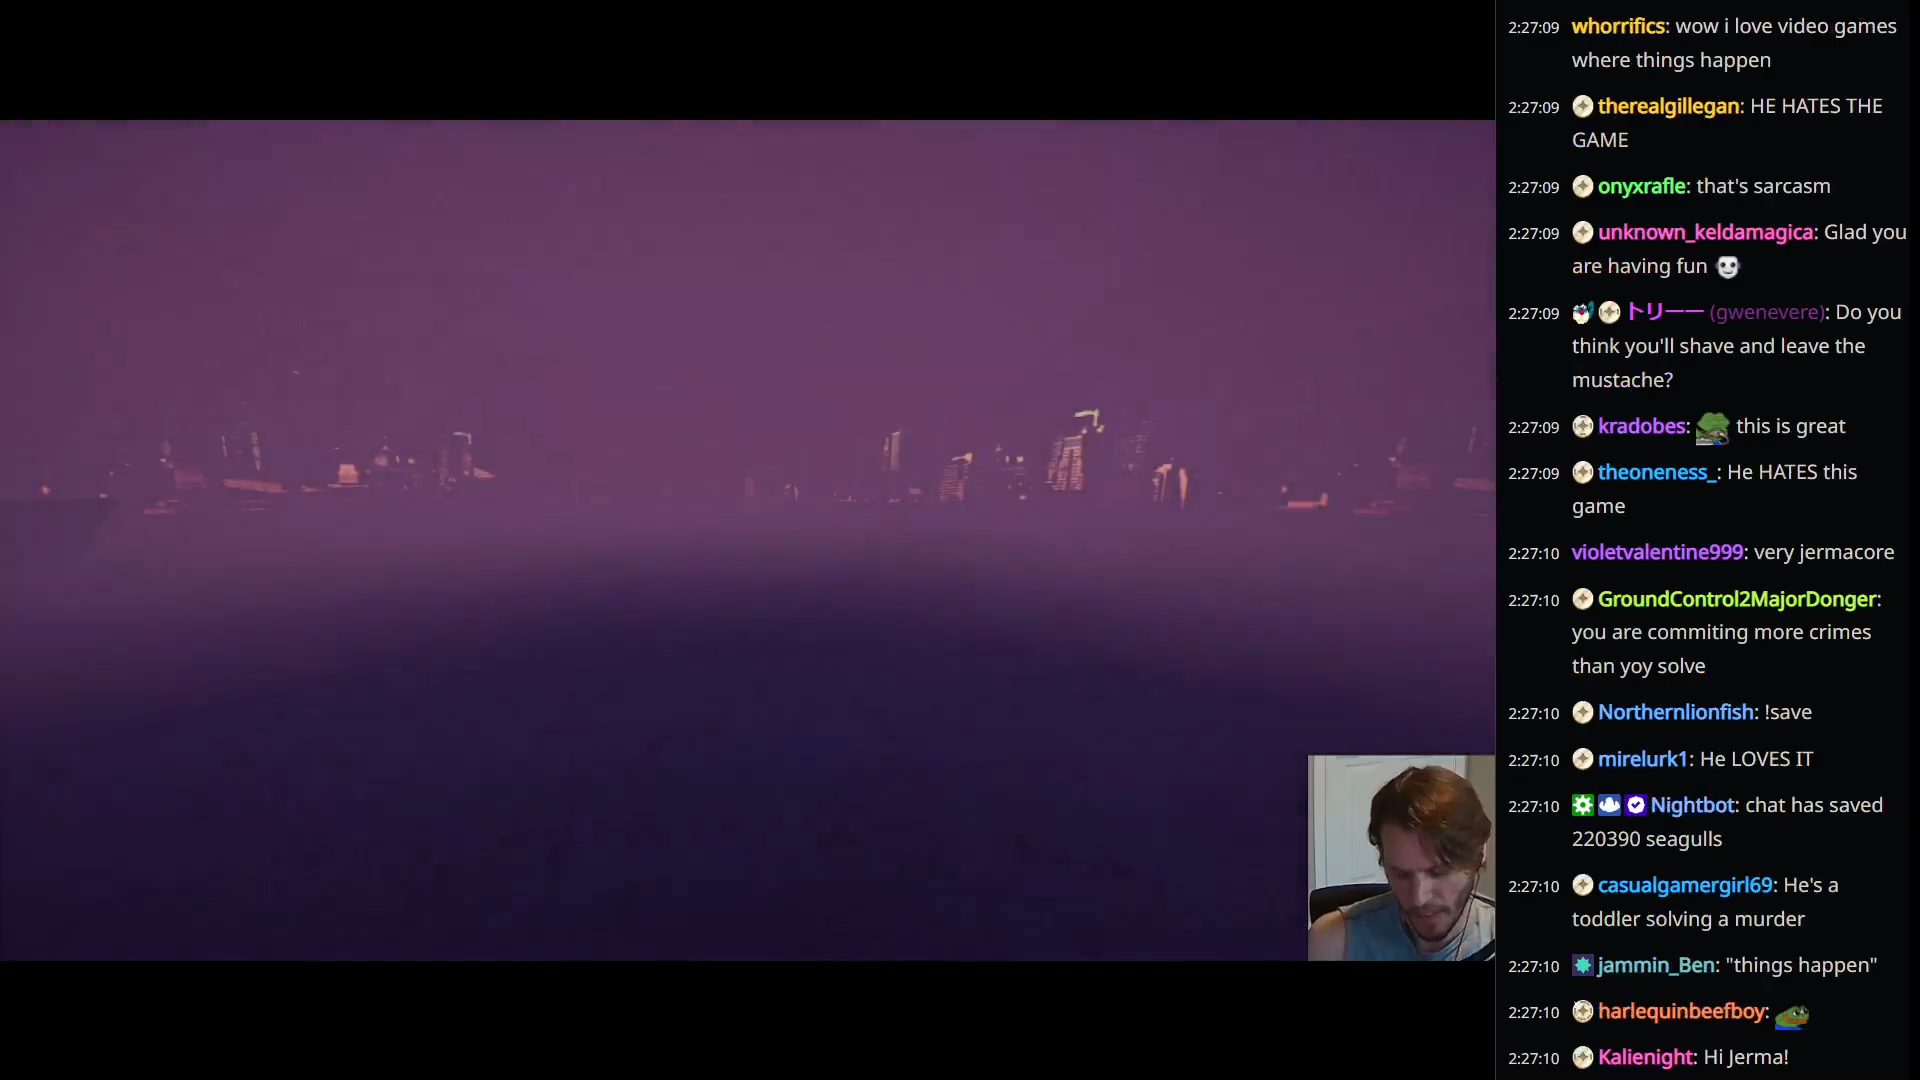 2:27:09 whorrifics: wow i love video games
where things happen
2:27:09 therealgillegan: HE HATES THE
GAME
2:27:09 onyxrafle: that's sarcasm
2:27:09 unknown_keldamagica: Glad you
are having fun
2:27:09 トリーー (gwenevere): Do you
think you'll shave and leave the
mustache?
2:27:09 kradobes: this is great
2:27:09 theoneness_: He HATES this
game
2:27:10 violetvalentine999: very jermacore
2:27:10 GroundControl2MajorDonger:
you are commiting more crimes
than yoy solve
2:27:10 Northernlionfish: !save
2:27:10 mirelurk1: He LOVES IT
2:27:10 Nightbot: chat has saved
220390 seagulls
2:27:10 casualgamergirl69: He's a
toddler solving a murder
2:27:10 jammin_Ben: "things happen"
2:27:10 harlequinbeefboy:
2:27:10 Kalienight: Hi Jerma!